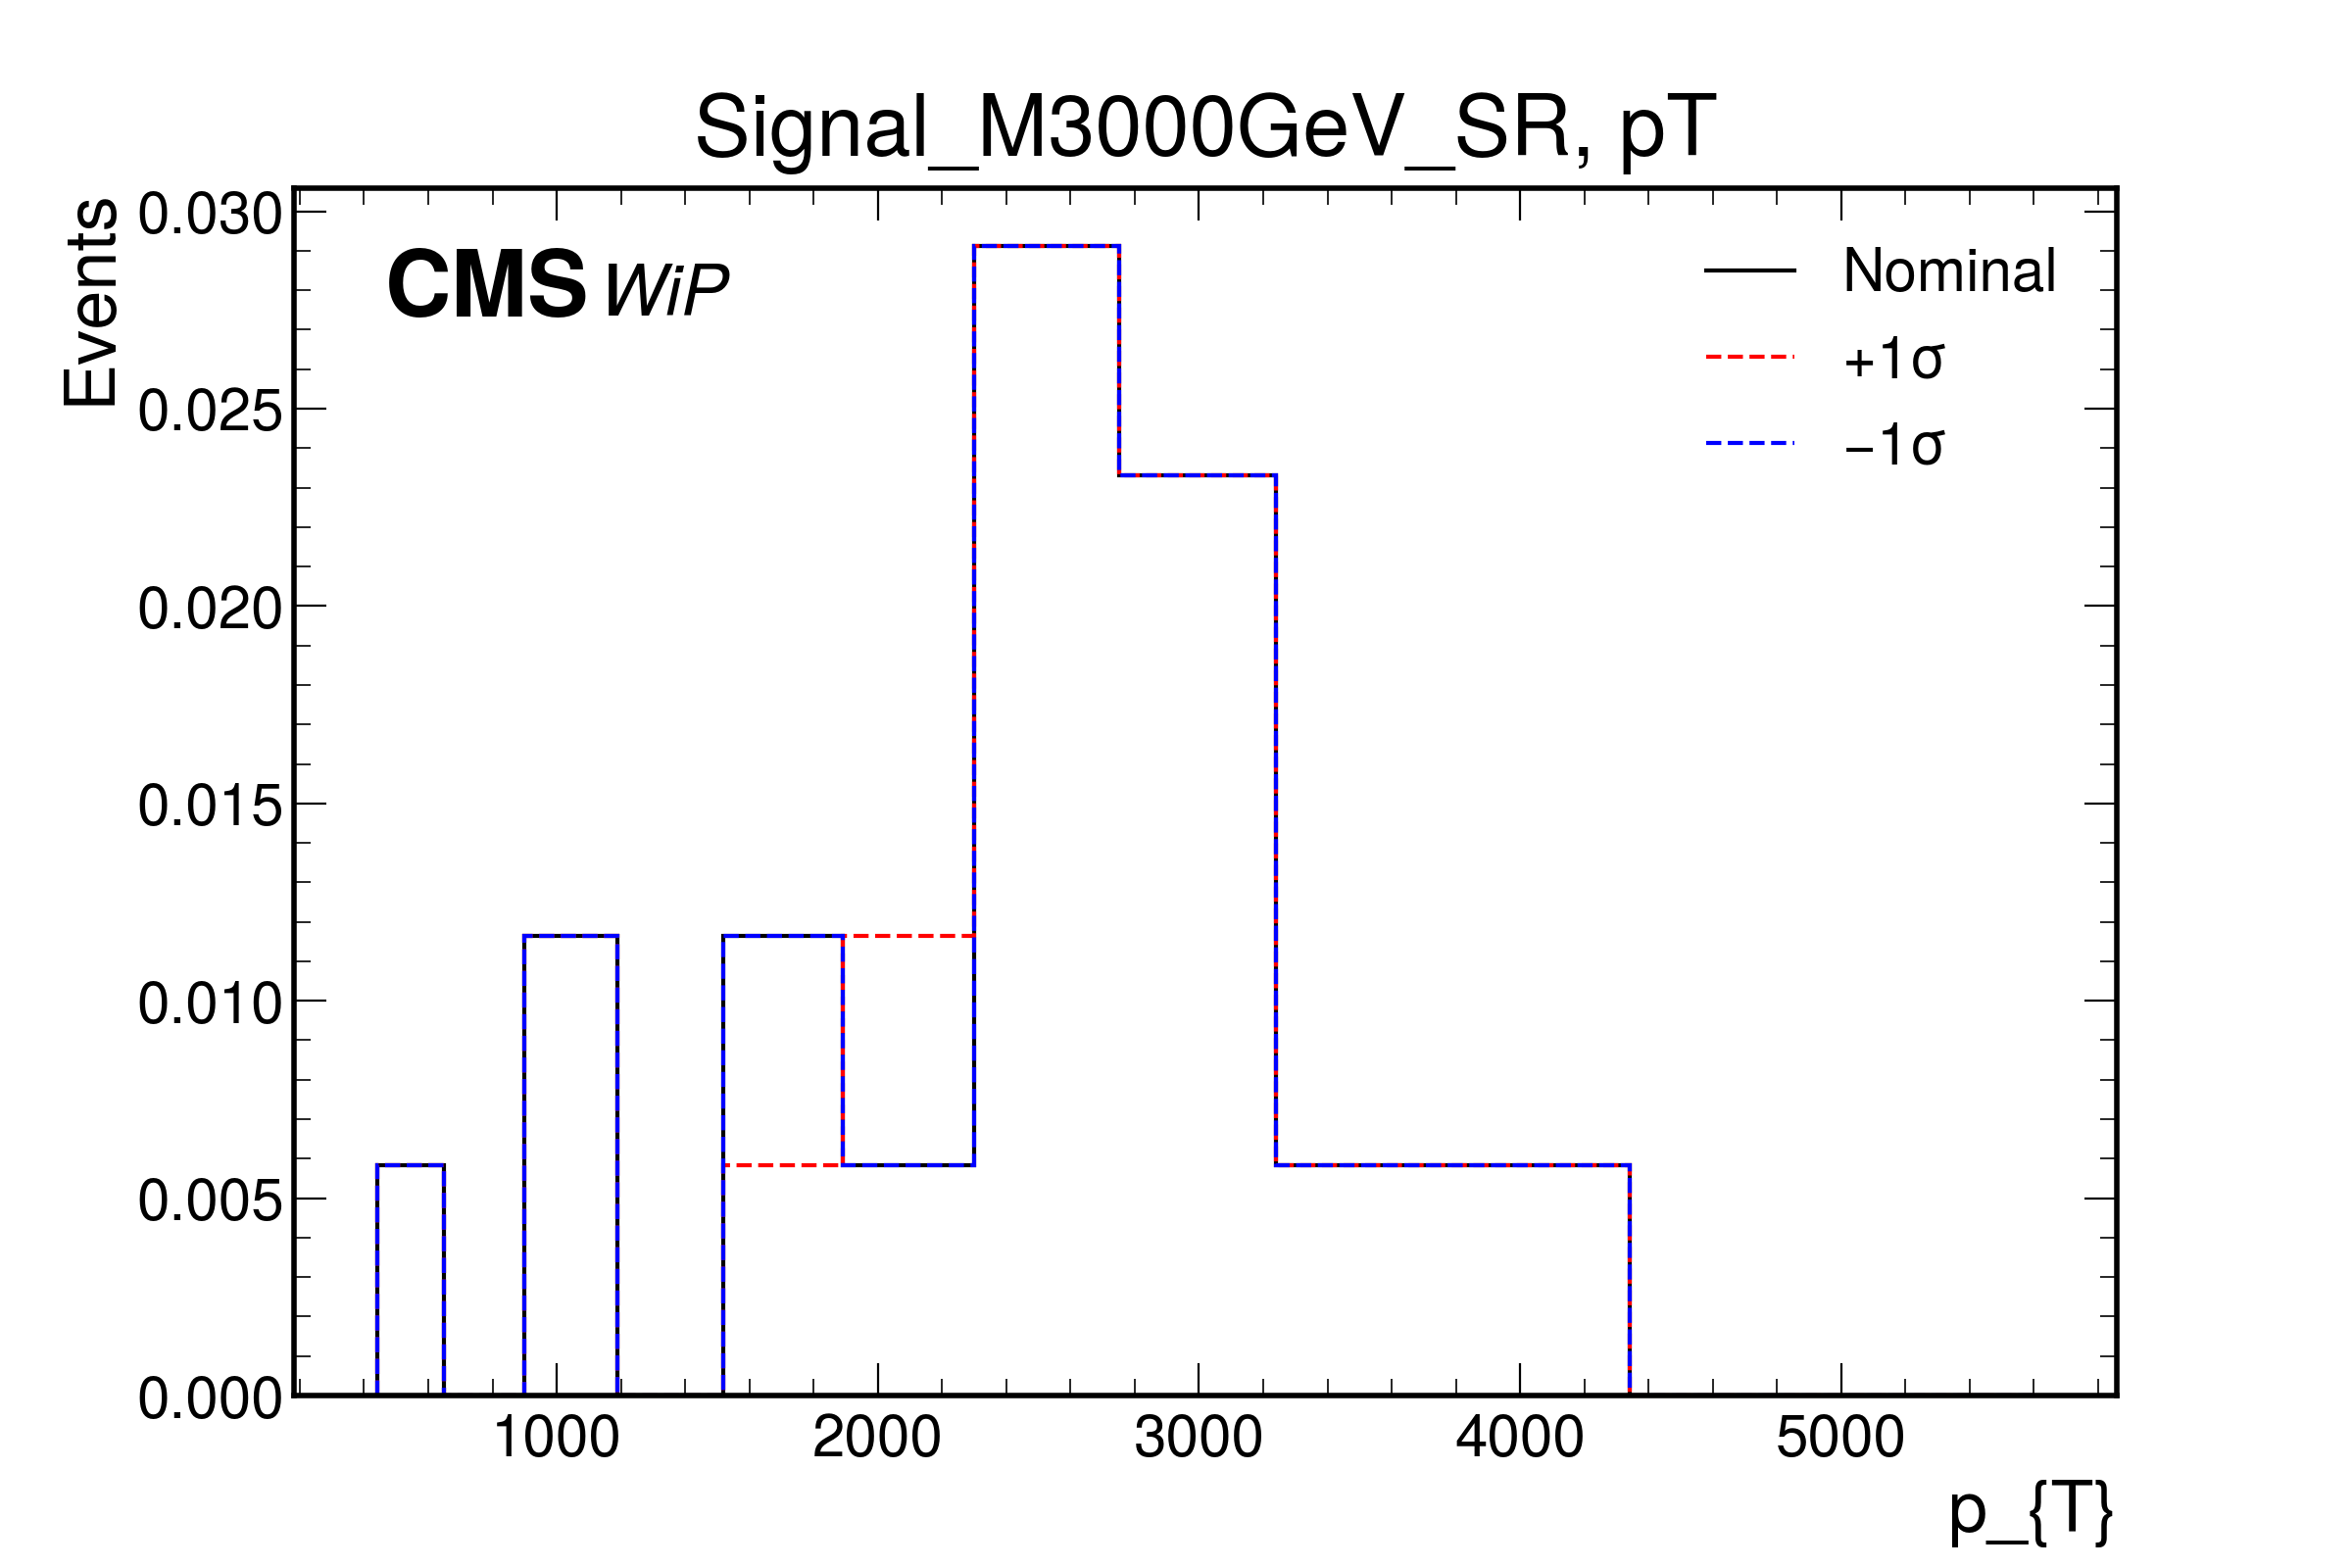 Signal_M3000GeV_SR, pT
Events
CMS WiP
Nominal
+1σ
−1σ
0.030
0.025
0.020
0.015
0.010
0.005
0.000
1000 2000 3000 4000 5000
p_{T}